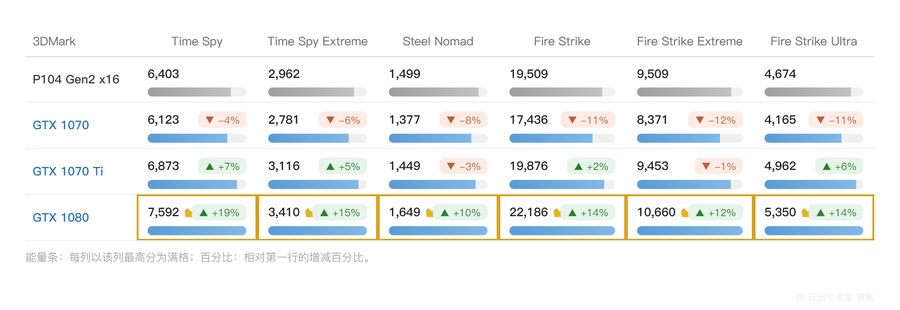 3DMark Time Spy Time Spy Extreme Steel Nomad Fire Strike Fire Strike Extreme Fire Strike Ultra
P104 Gen2 x16 6,403 2,962 1,499 19,509 9,509 4,674
GTX 1070 6,123 ▼ -4% 2,781 ▼ -6% 1,377 ▼ -8% 17,436 ▼ -11% 8,371 ▼ -12% 4,165 ▼ -11%
GTX 1070 Ti 6,873 ▲ +7% 3,116 ▲ +5% 1,449 ▼ -3% 19,876 ▲ +2% 9,453 ▼ -1% 4,962 ▲ +6%
GTX 1080 7,592 ▲ +19% 3,410 ▲ +15% 1,649 ▲ +10% 22,186 ▲ +14% 10,660 ▲ +12% 5,350 ▲ +14%
能量条：每列以该列最高分为满格；百分比：相对第一行的增减百分比。
由 玩出个名堂